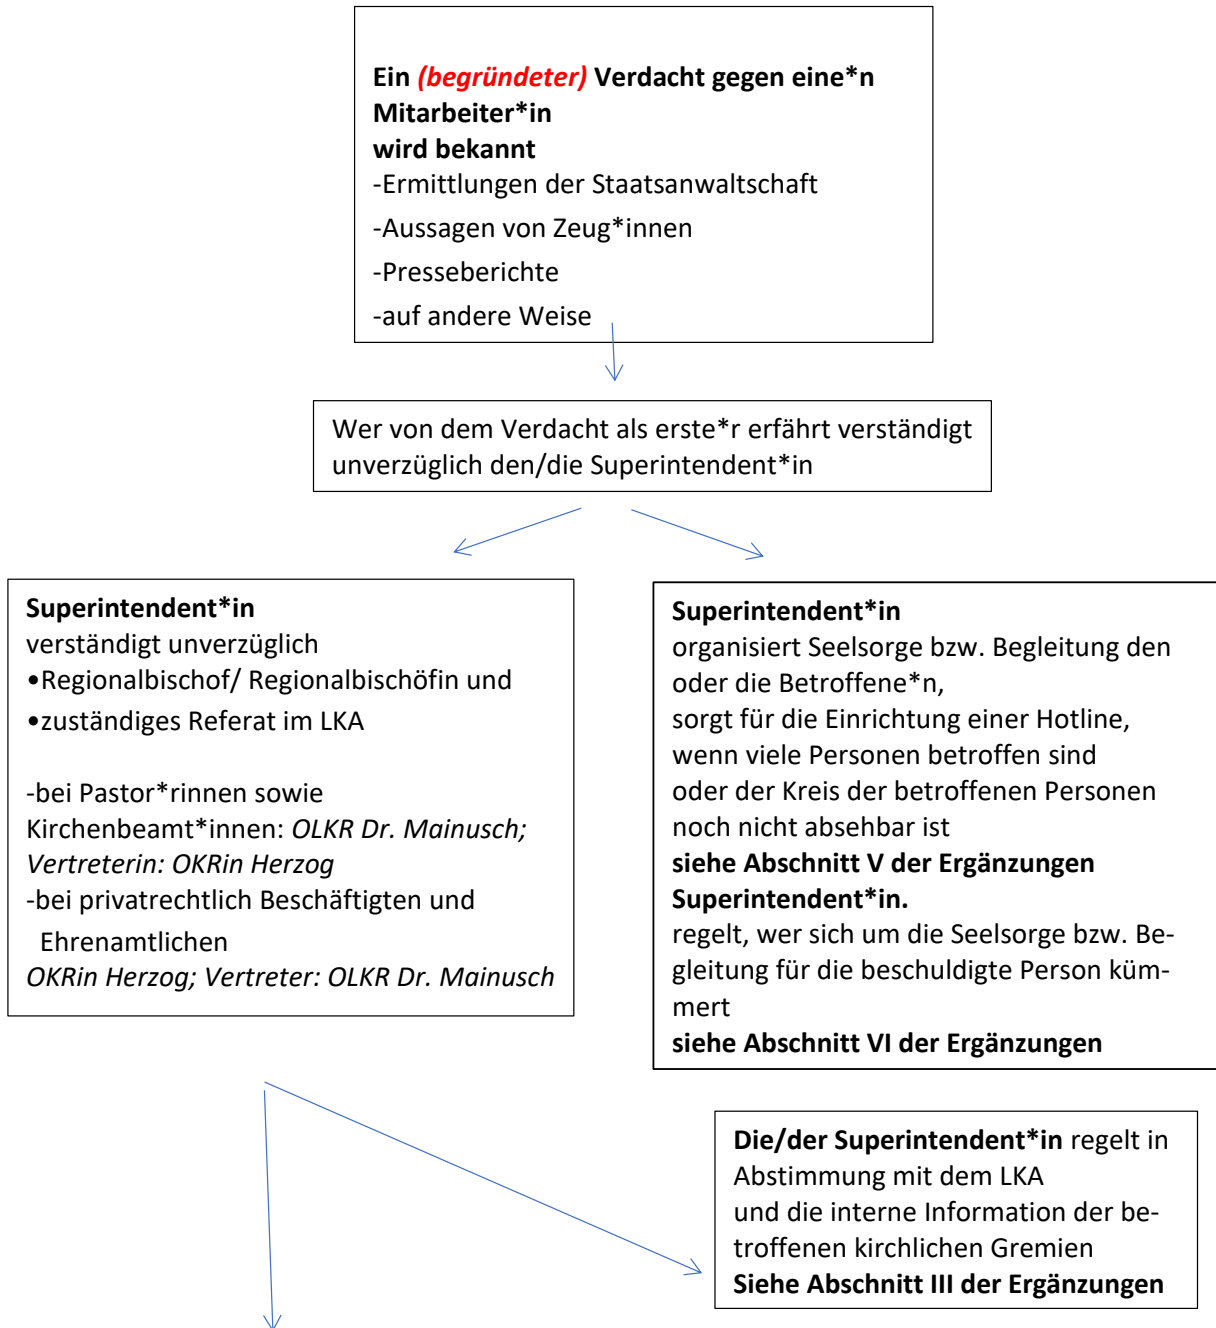 Ein (begründeter) Verdacht gegen eine*n
Mitarbeiter*in
wird bekannt
-Ermittlungen der Staatsanwaltschaft
-Aussagen von Zeug*innen
-Presseberichte
-auf andere Weise
Wer von dem Verdacht als erste*r erfährt verständigt
unverzüglich den/die Superintendent*in
Superintendent*in
verständigt unverzüglich
•Regionalbischof/ Regionalbischöfin und
•zuständiges Referat im LKA
-bei Pastor*rinnen sowie
Kirchenbeamt*innen: OLKR Dr. Mainusch;
Vertreterin: OKRin Herzog
-bei privatrechtlich Beschäftigten und
Ehrenamtlichen
OKRin Herzog; Vertreter: OLKR Dr. Mainusch
Superintendent*in
organisiert Seelsorge bzw. Begleitung den
oder die Betroffene*n,
sorgt für die Einrichtung einer Hotline,
wenn viele Personen betroffen sind
oder der Kreis der betroffenen Personen
noch nicht absehbar ist
siehe Abschnitt V der Ergänzungen
Superintendent*in.
regelt, wer sich um die Seelsorge bzw. Be-
gleitung für die beschuldigte Person küm-
mert
siehe Abschnitt VI der Ergänzungen
Die/der Superintendent*in regelt in
Abstimmung mit dem LKA
und die interne Information der be-
troffenen kirchlichen Gremien
Siehe Abschnitt III der Ergänzungen